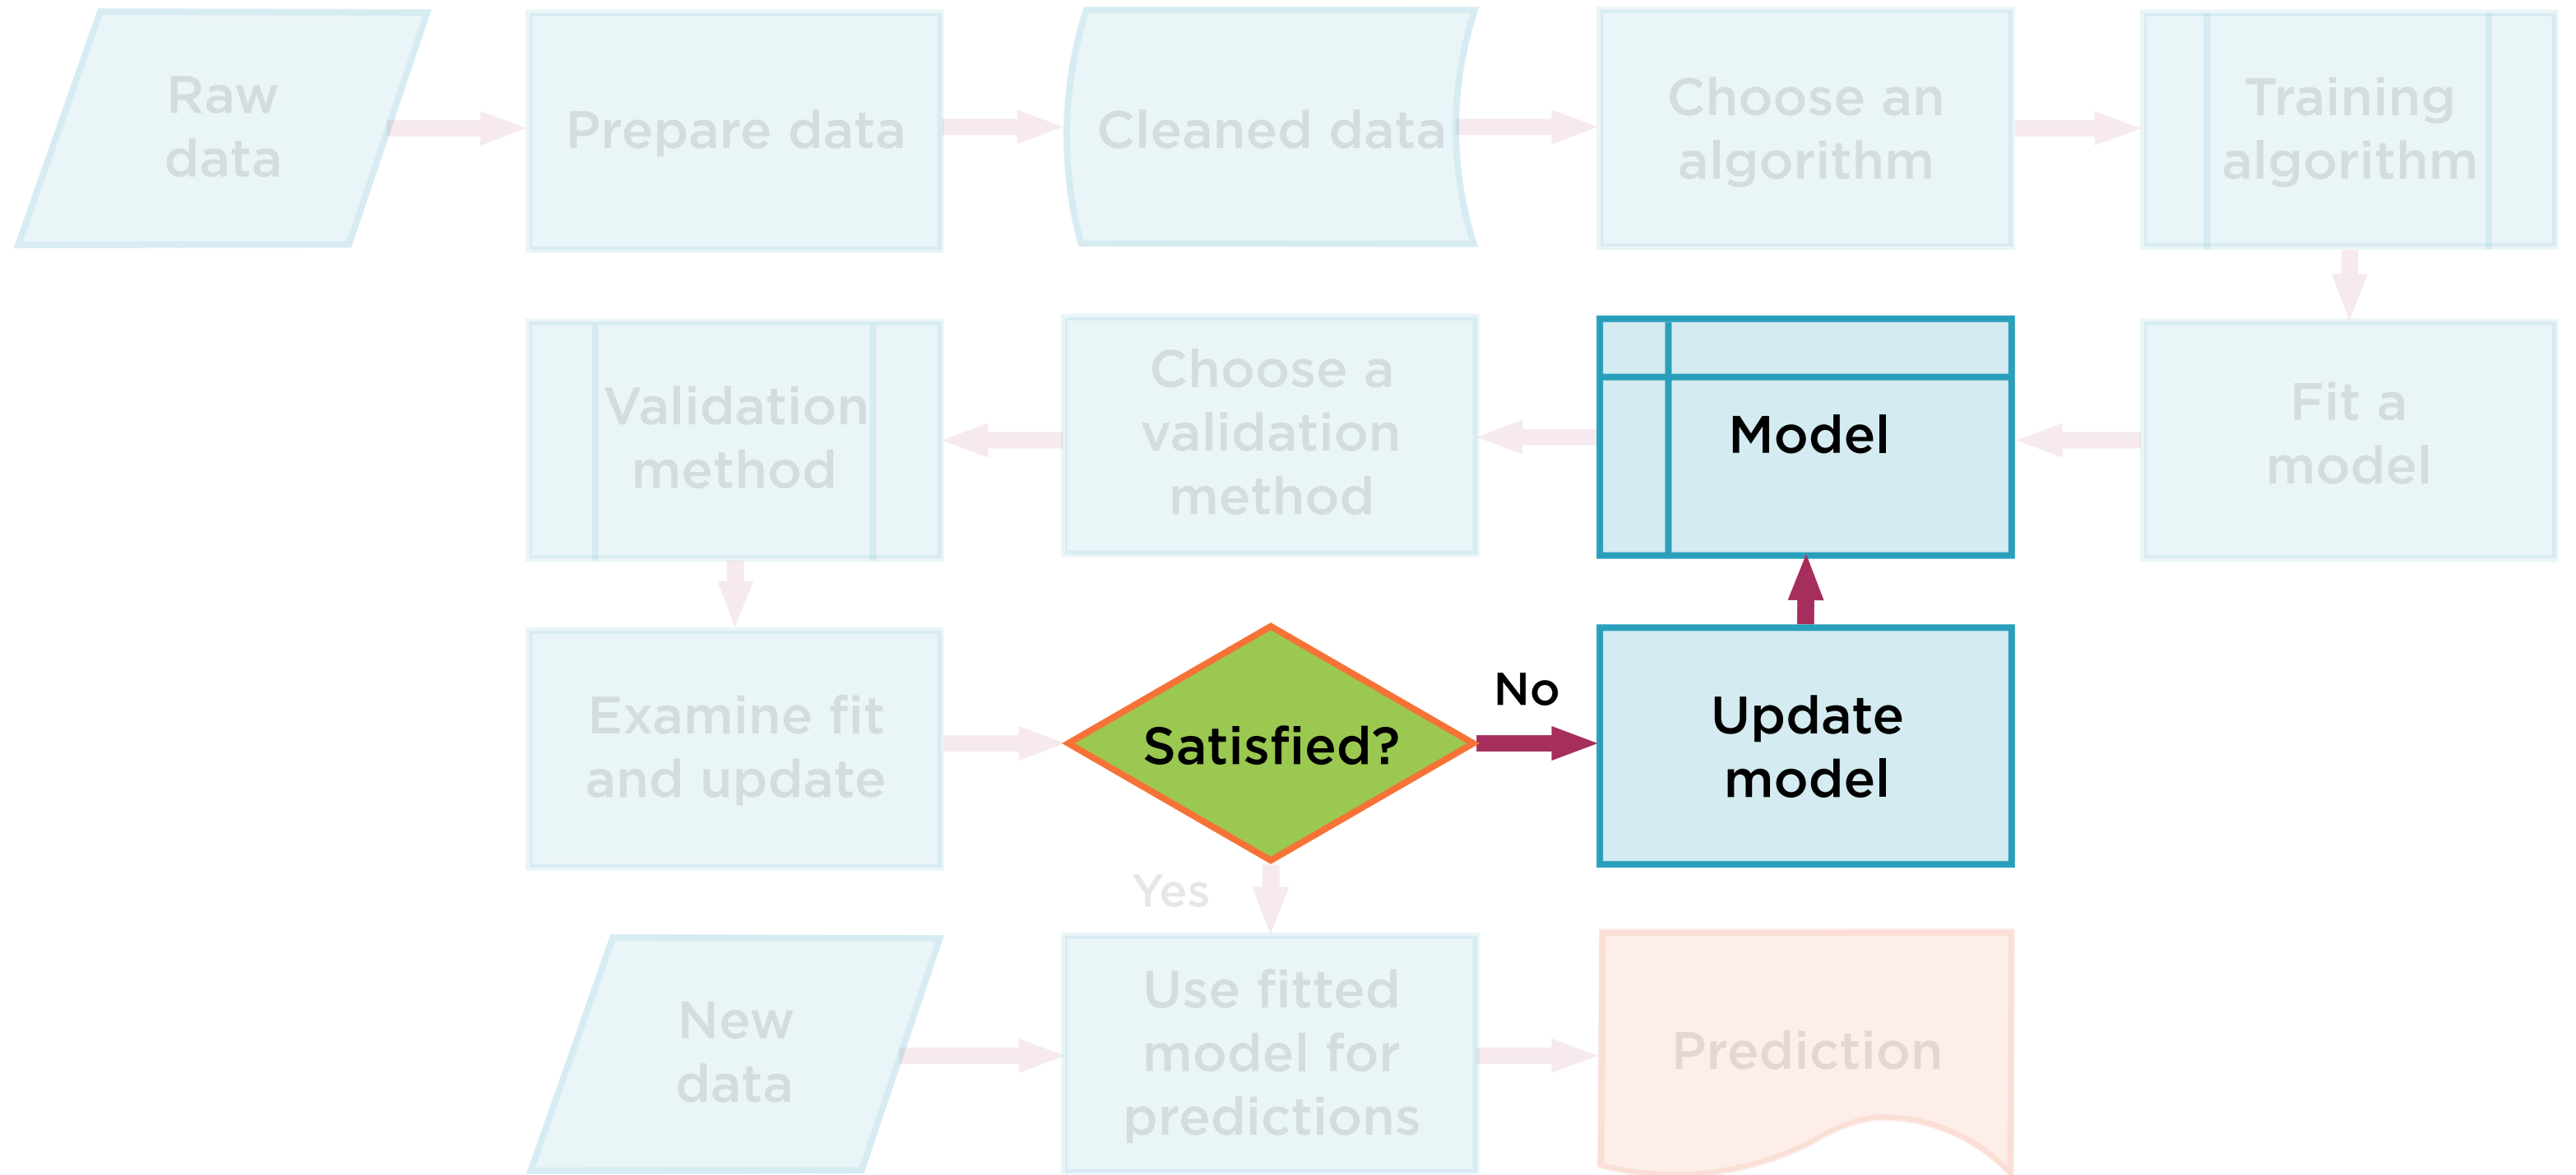 Raw
data
Prepare data
Cleaned data
Choose an
algorithm
Training
algorithm
Validation
method
Choose a
validation
method
Model
Fit a
model
Examine fit
and update
Satisfied?
No
Update
model
Yes
New
data
Use fitted
model for
predictions
Prediction